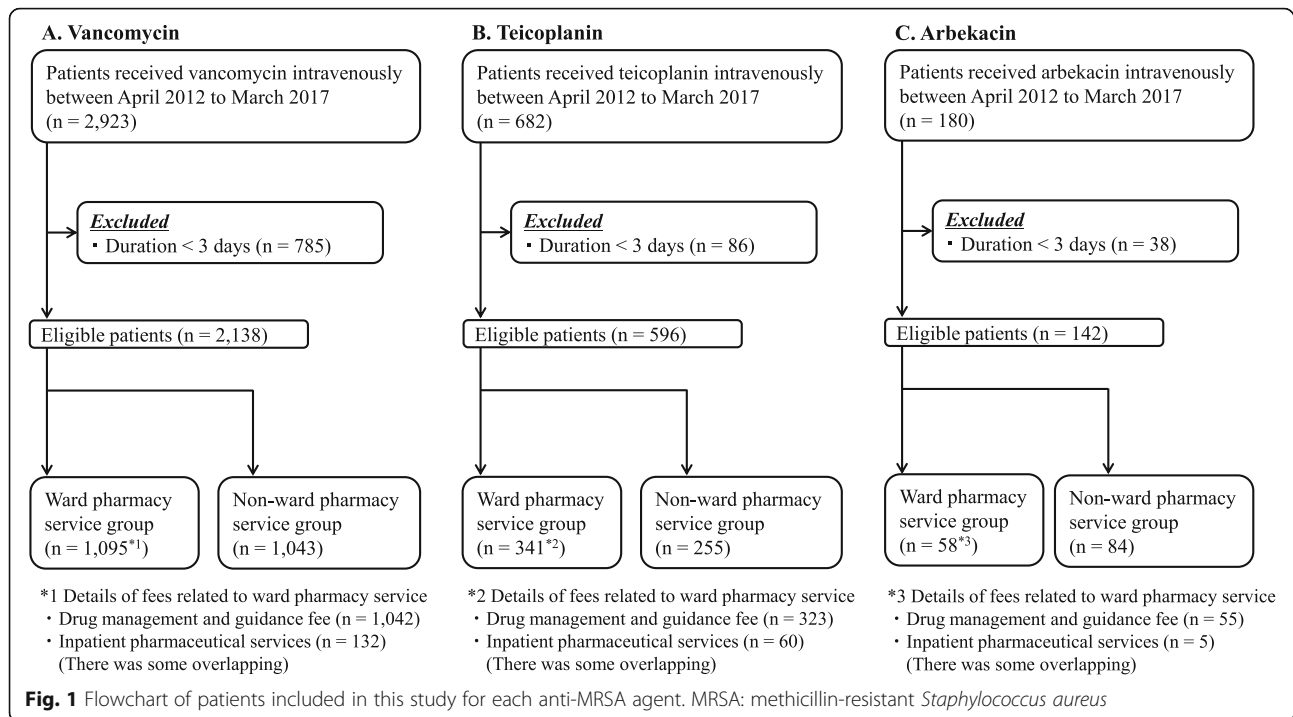 A. Vancomycin
Patients received vancomycin intravenously
between April 2012 to March 2017
(n = 2,923)
Excluded
・Duration < 3 days (n = 785)
Eligible patients (n = 2,138)
Ward pharmacy
service group
(n = 1,095*1)
Non-ward pharmacy
service group
(n = 1,043)
*1 Details of fees related to ward pharmacy service
・Drug management and guidance fee (n = 1,042)
・Inpatient pharmaceutical services (n = 132)
(There was some overlapping)
B. Teicoplanin
Patients received teicoplanin intravenously
between April 2012 to March 2017
(n = 682)
Excluded
・Duration < 3 days (n = 86)
Eligible patients (n = 596)
Ward pharmacy
service group
(n = 341*2)
Non-ward pharmacy
service group
(n = 255)
*2 Details of fees related to ward pharmacy service
・Drug management and guidance fee (n = 323)
・Inpatient pharmaceutical services (n = 60)
(There was some overlapping)
C. Arbekacin
Patients received arbekacin intravenously
between April 2012 to March 2017
(n = 180)
Excluded
・Duration < 3 days (n = 38)
Eligible patients (n = 142)
Ward pharmacy
service group
(n = 58*3)
Non-ward pharmacy
service group
(n = 84)
*3 Details of fees related to ward pharmacy service
・Drug management and guidance fee (n = 55)
・Inpatient pharmaceutical services (n = 5)
(There was some overlapping)
Fig. 1 Flowchart of patients included in this study for each anti-MRSA agent. MRSA: methicillin-resistant Staphylococcus aureus